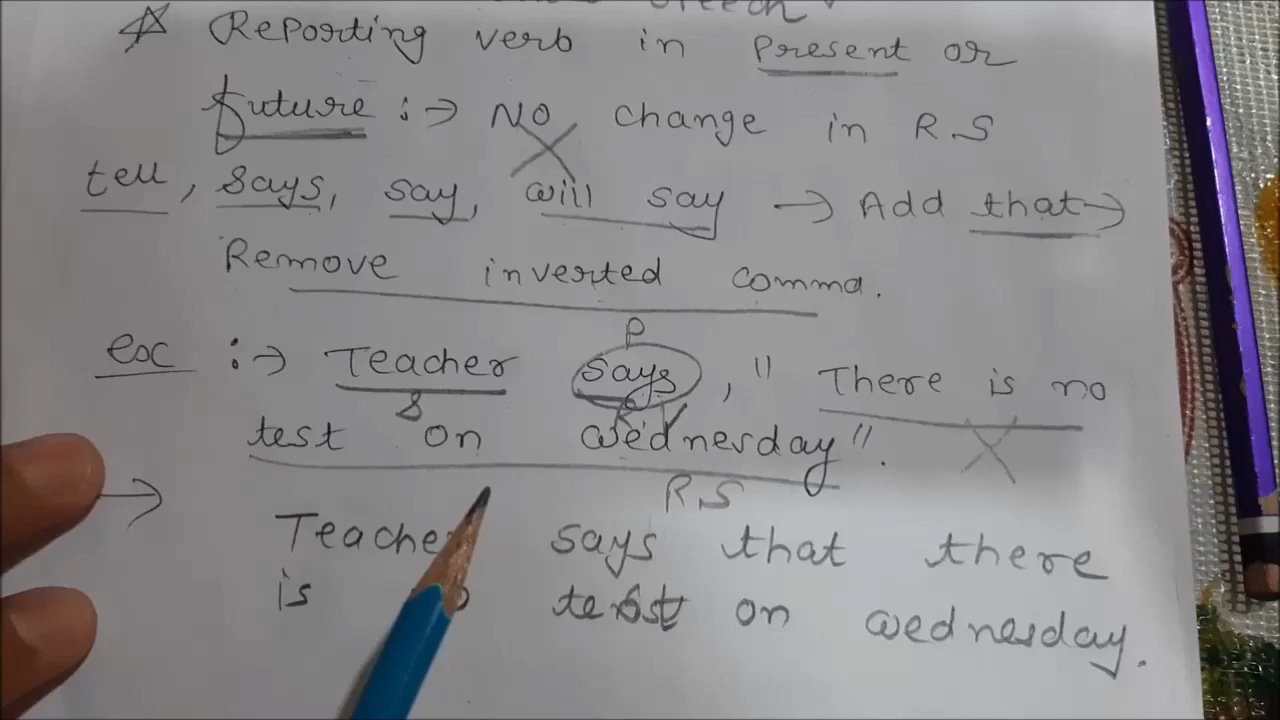 Speech.
☆ Reporting verb in present or
future :→ No change in R.S
tell, says, say, will say → Add that →
Remove inverted comma.
P
ex :→ Teacher says, " There is no
S
test on wednesday".
R.S
→ Teacher says that there
is test on wednesday.